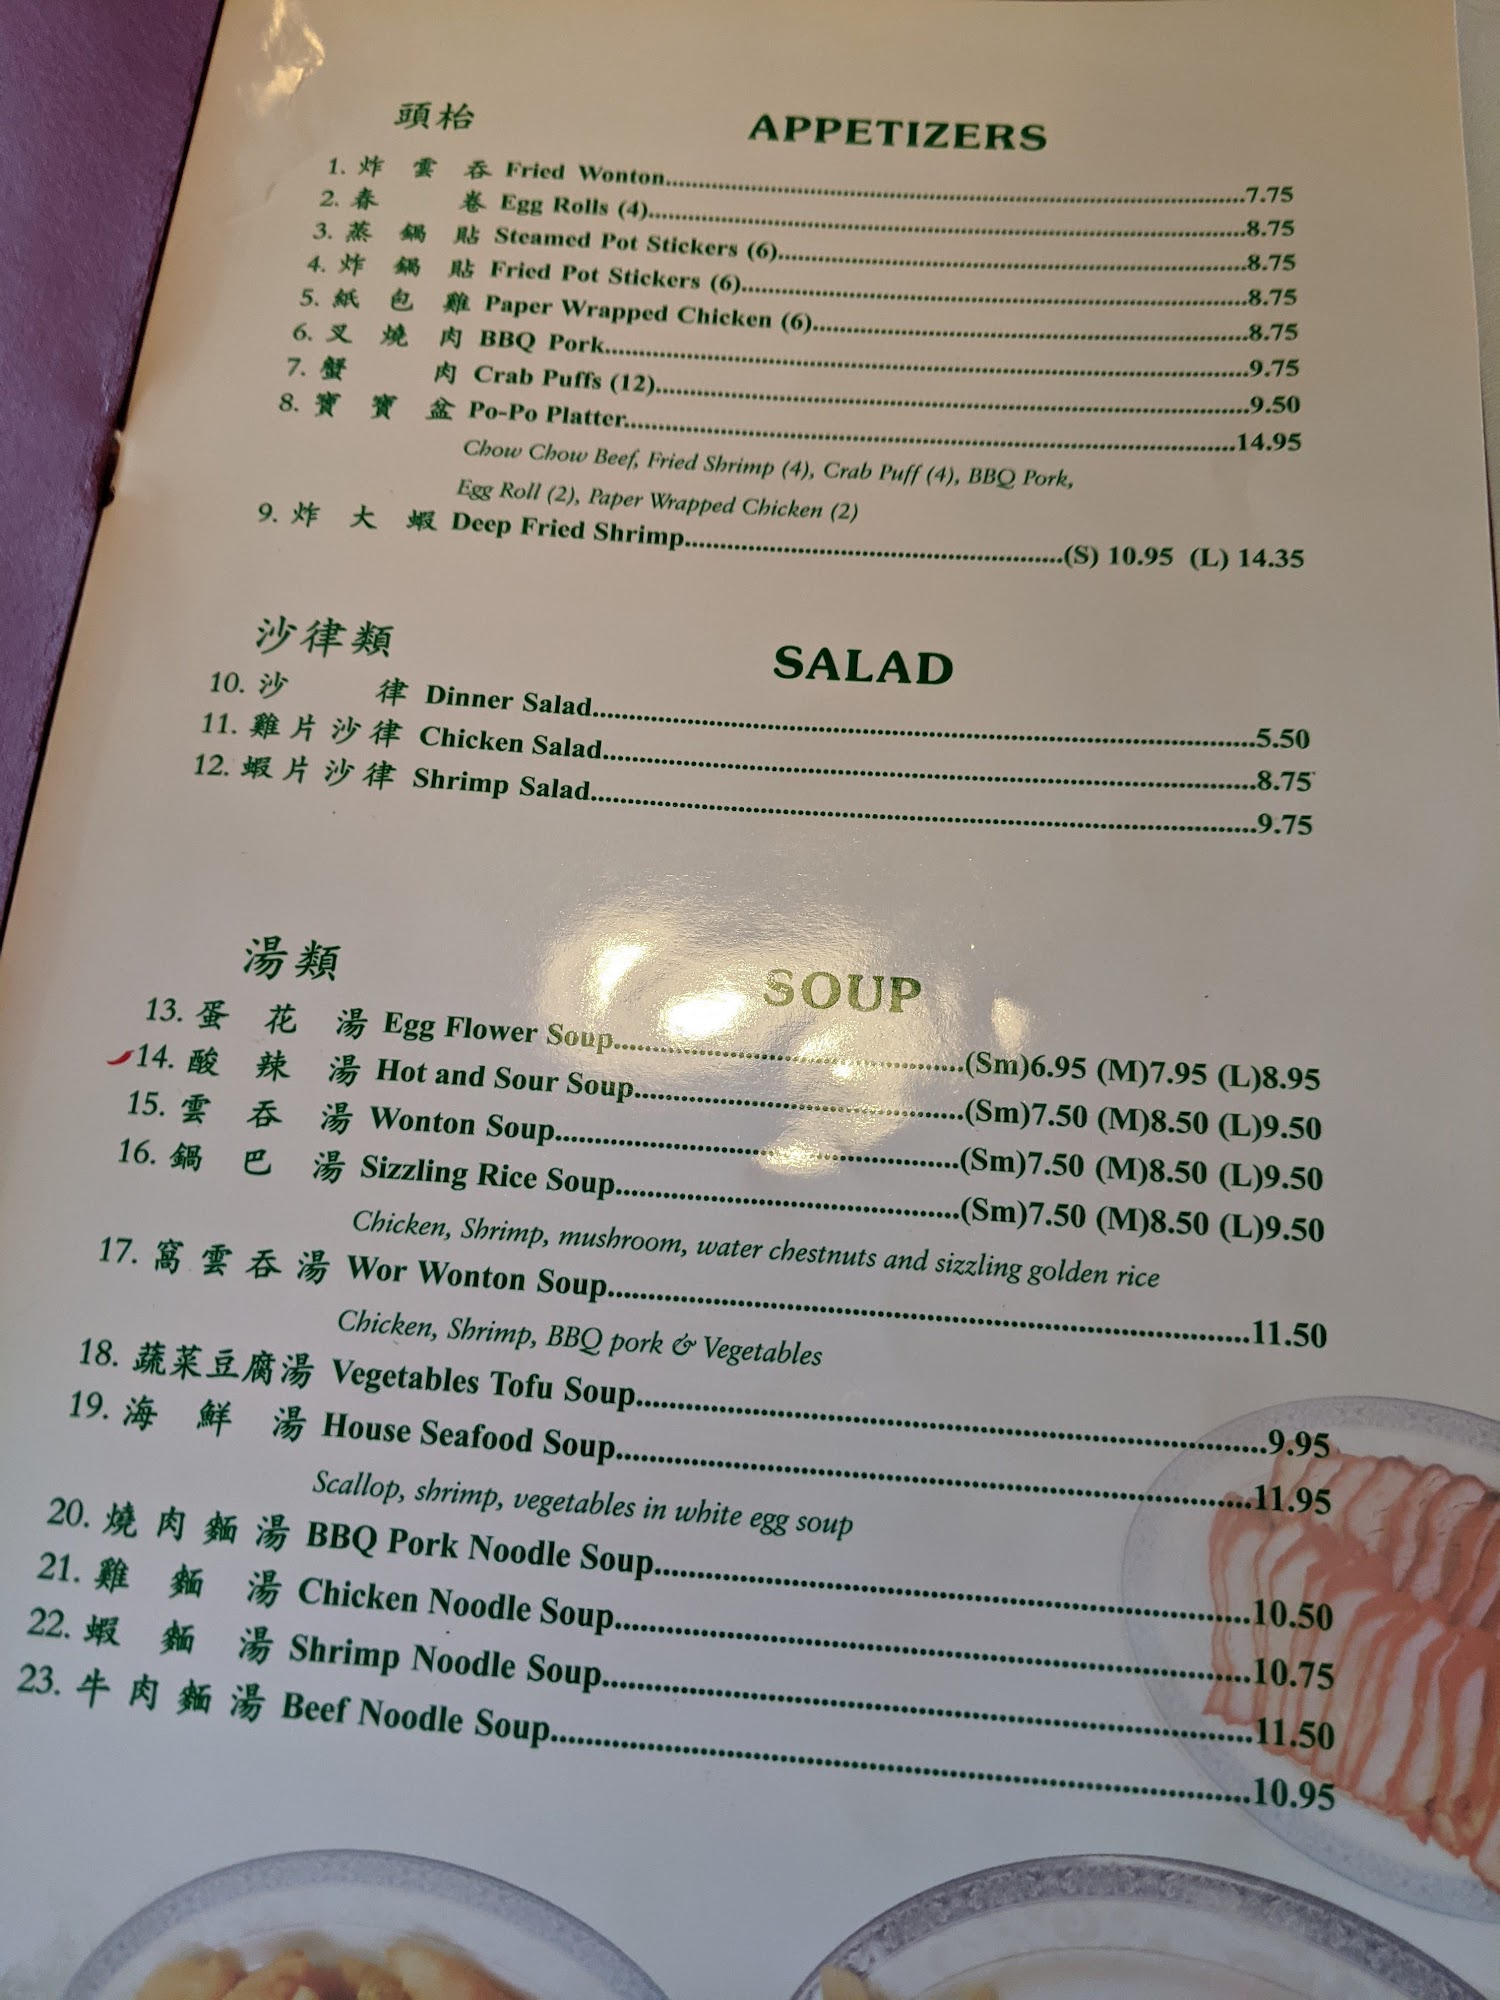 頭枱 APPETIZERS
1. 炸雲吞 Fried Wonton 7.75
2. 春卷 Egg Rolls (4) 8.75
3. 蒸鍋貼 Steamed Pot Stickers (6) 8.75
4. 炸鍋貼 Fried Pot Stickers (6) 8.75
5. 紙包雞 Paper Wrapped Chicken (6) 8.75
6. 叉燒肉 BBQ Pork 9.75
7. 蟹肉 Crab Puffs (12) 9.50
8. 寶寶盆 Po-Po Platter 14.95
Chow Chow Beef, Fried Shrimp (4), Crab Puff (4), BBQ Pork,
Egg Roll (2), Paper Wrapped Chicken (2)
9. 炸大蝦 Deep Fried Shrimp (S) 10.95 (L) 14.35
沙律類 SALAD
10. 沙律 Dinner Salad 5.50
11. 雞片沙律 Chicken Salad 8.75
12. 蝦片沙律 Shrimp Salad 9.75
湯類 SOUP
13. 蛋花湯 Egg Flower Soup (Sm)6.95 (M)7.95 (L)8.95
14. 酸辣湯 Hot and Sour Soup (Sm)7.50 (M)8.50 (L)9.50
15. 雲吞湯 Wonton Soup (Sm)7.50 (M)8.50 (L)9.50
16. 鍋巴湯 Sizzling Rice Soup (Sm)7.50 (M)8.50 (L)9.50
Chicken, Shrimp, mushroom, water chestnuts and sizzling golden rice
17. 窩雲吞湯 Wor Wonton Soup 11.50
Chicken, Shrimp, BBQ pork & Vegetables
18. 蔬菜豆腐湯 Vegetables Tofu Soup 9.95
19. 海鮮湯 House Seafood Soup 11.95
Scallop, shrimp, vegetables in white egg soup
20. 燒肉麵湯 BBQ Pork Noodle Soup 10.50
21. 雞麵湯 Chicken Noodle Soup 10.75
22. 蝦麵湯 Shrimp Noodle Soup 11.50
23. 牛肉麵湯 Beef Noodle Soup 10.95